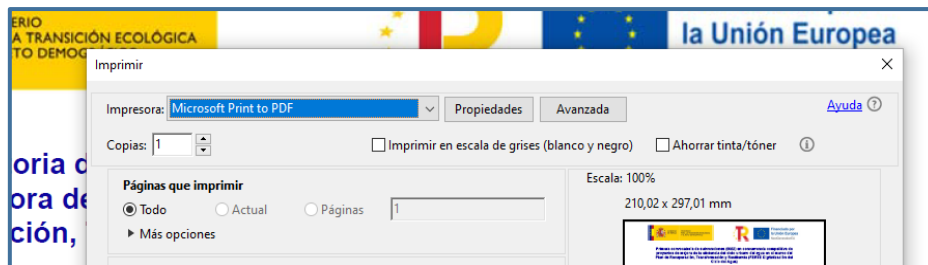 ERIO
A TRANSICIÓN ECOLÓGICA
TO DEMOG
la Unión Europea
Imprimir
Impresora: Microsoft Print to PDF Propiedades Avanzada Ayuda
Copias: 1 Imprimir en escala de grises (blanco y negro) Ahorrar tinta/tóner
oria d
ora de
ción,
Páginas que imprimir
Todo Actual Páginas 1
Más opciones
Escala: 100%
210,02 x 297,01 mm